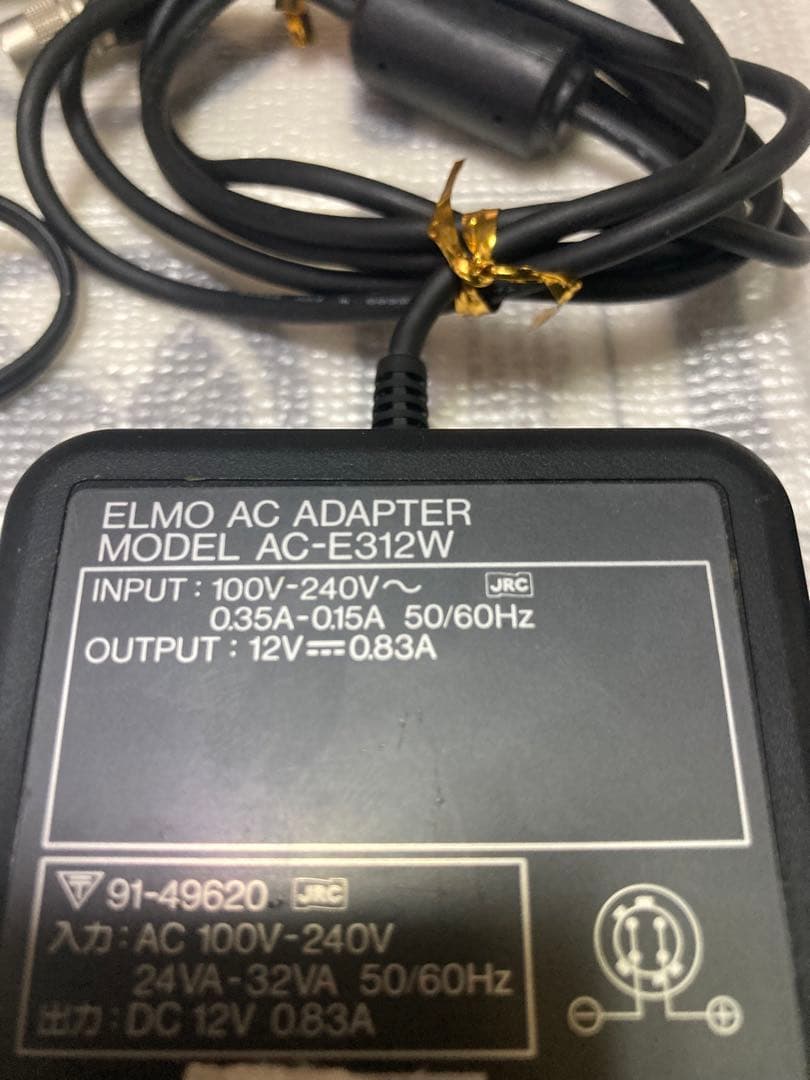 ELMO AC ADAPTER
MODEL AC-E312W
INPUT : 100V-240V～ JRC
0.35A-0.15A 50/60Hz
OUTPUT : 12V⎓0.83A
〒 91-49620 JRC
入力 : AC 100V-240V
24VA-32VA 50/60Hz
出力 : DC 12V 0.83A
⊖ ⊕